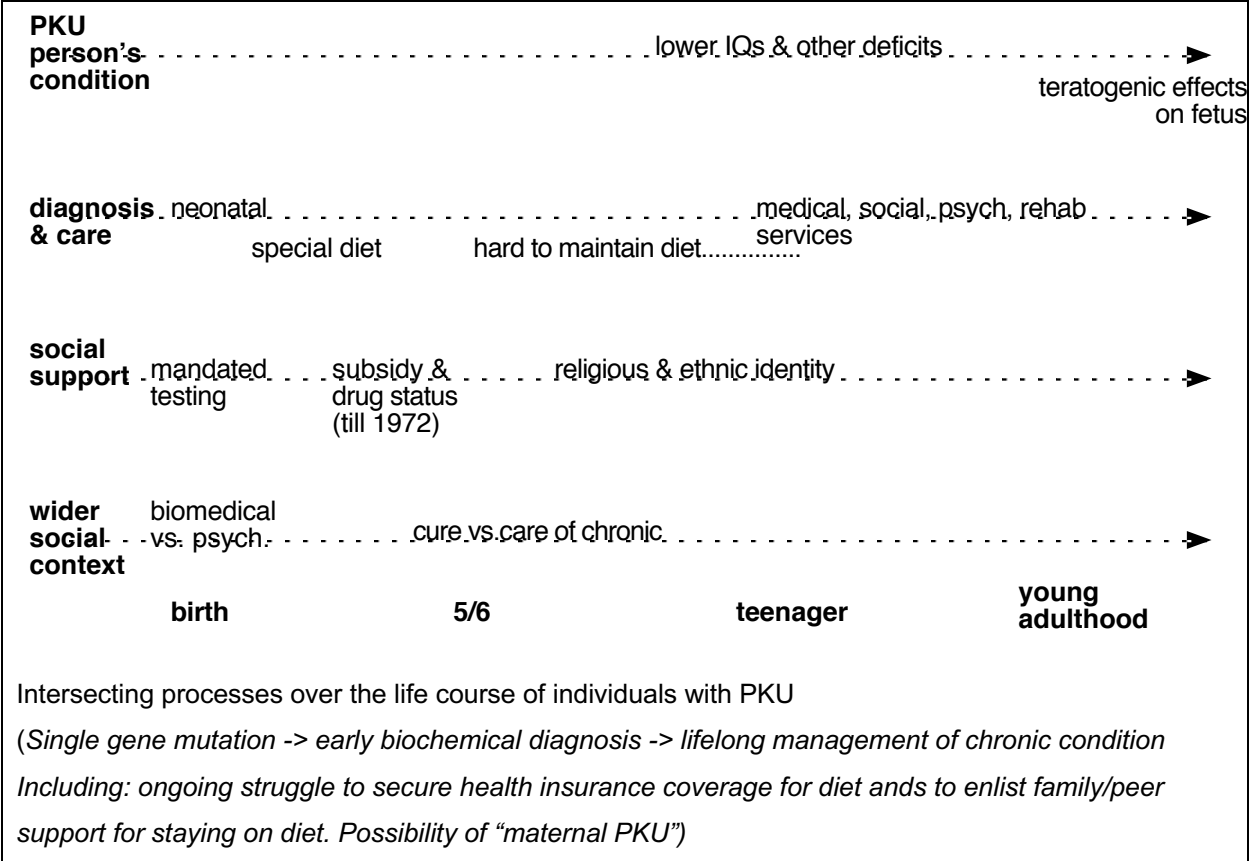 PKU
person's
condition
lower IQs & other deficits
teratogenic effects
on fetus
diagnosis
& care
neonatal
special diet
hard to maintain diet...............
medical, social, psych, rehab
services
social
support
mandated
testing
subsidy &
drug status
(till 1972)
religious & ethnic identity
wider
social
context
biomedical
vs. psych.
cure vs.care of chronic
birth
5/6
teenager
young
adulthood
Intersecting processes over the life course of individuals with PKU
(Single gene mutation -> early biochemical diagnosis -> lifelong management of chronic condition
Including: ongoing struggle to secure health insurance coverage for diet ands to enlist family/peer
support for staying on diet. Possibility of “maternal PKU”)